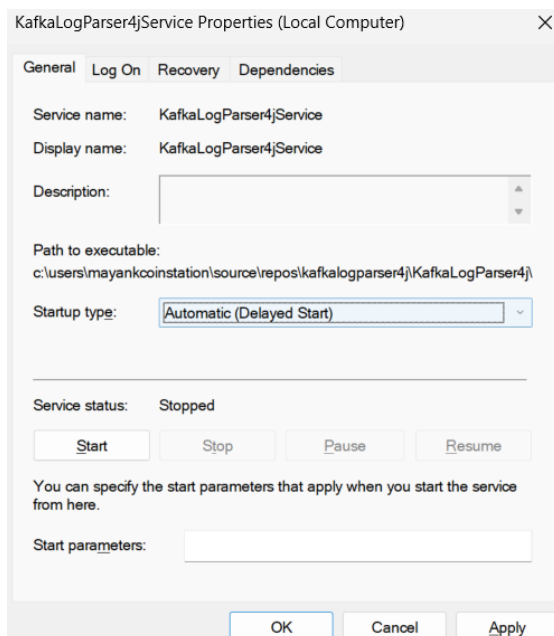 KafkaLogParser4jService Properties (Local Computer)
General Log On Recovery Dependencies
Service name: KafkaLogParser4jService
Display name: KafkaLogParser4jService
Description:
Path to executable:
c:\users\mayankcoinstation\source\repos\kafkalogparser4j\KafkaLogParser4j\
Startup type: Automatic (Delayed Start)
Service status: Stopped
Start Stop Pause Resume
You can specify the start parameters that apply when you start the service
from here.
Start parameters:
OK Cancel Apply